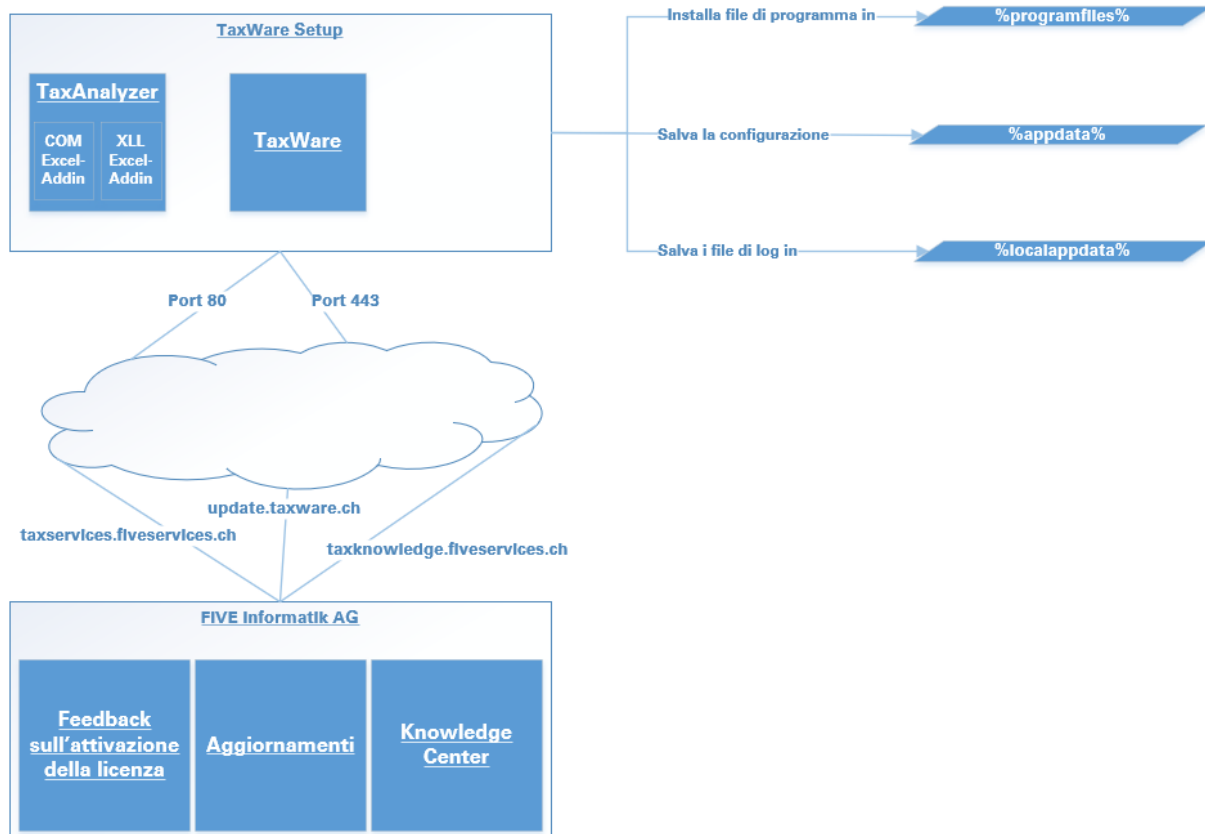 TaxWare Setup
TaxAnalyzer
COM
Excel-
Addin
XLL
Excel-
Addin
TaxWare
Installa file di programma in
%programfiles%
Salva la configurazione
%appdata%
Salva i file di log in
%localappdata%
Port 80
Port 443
update.taxware.ch
taxservices.fiveservices.ch
taxknowledge.fiveservices.ch
FIVE Informatik AG
Feedback
sull'attivazione
della licenza
Aggiornamenti
Knowledge
Center